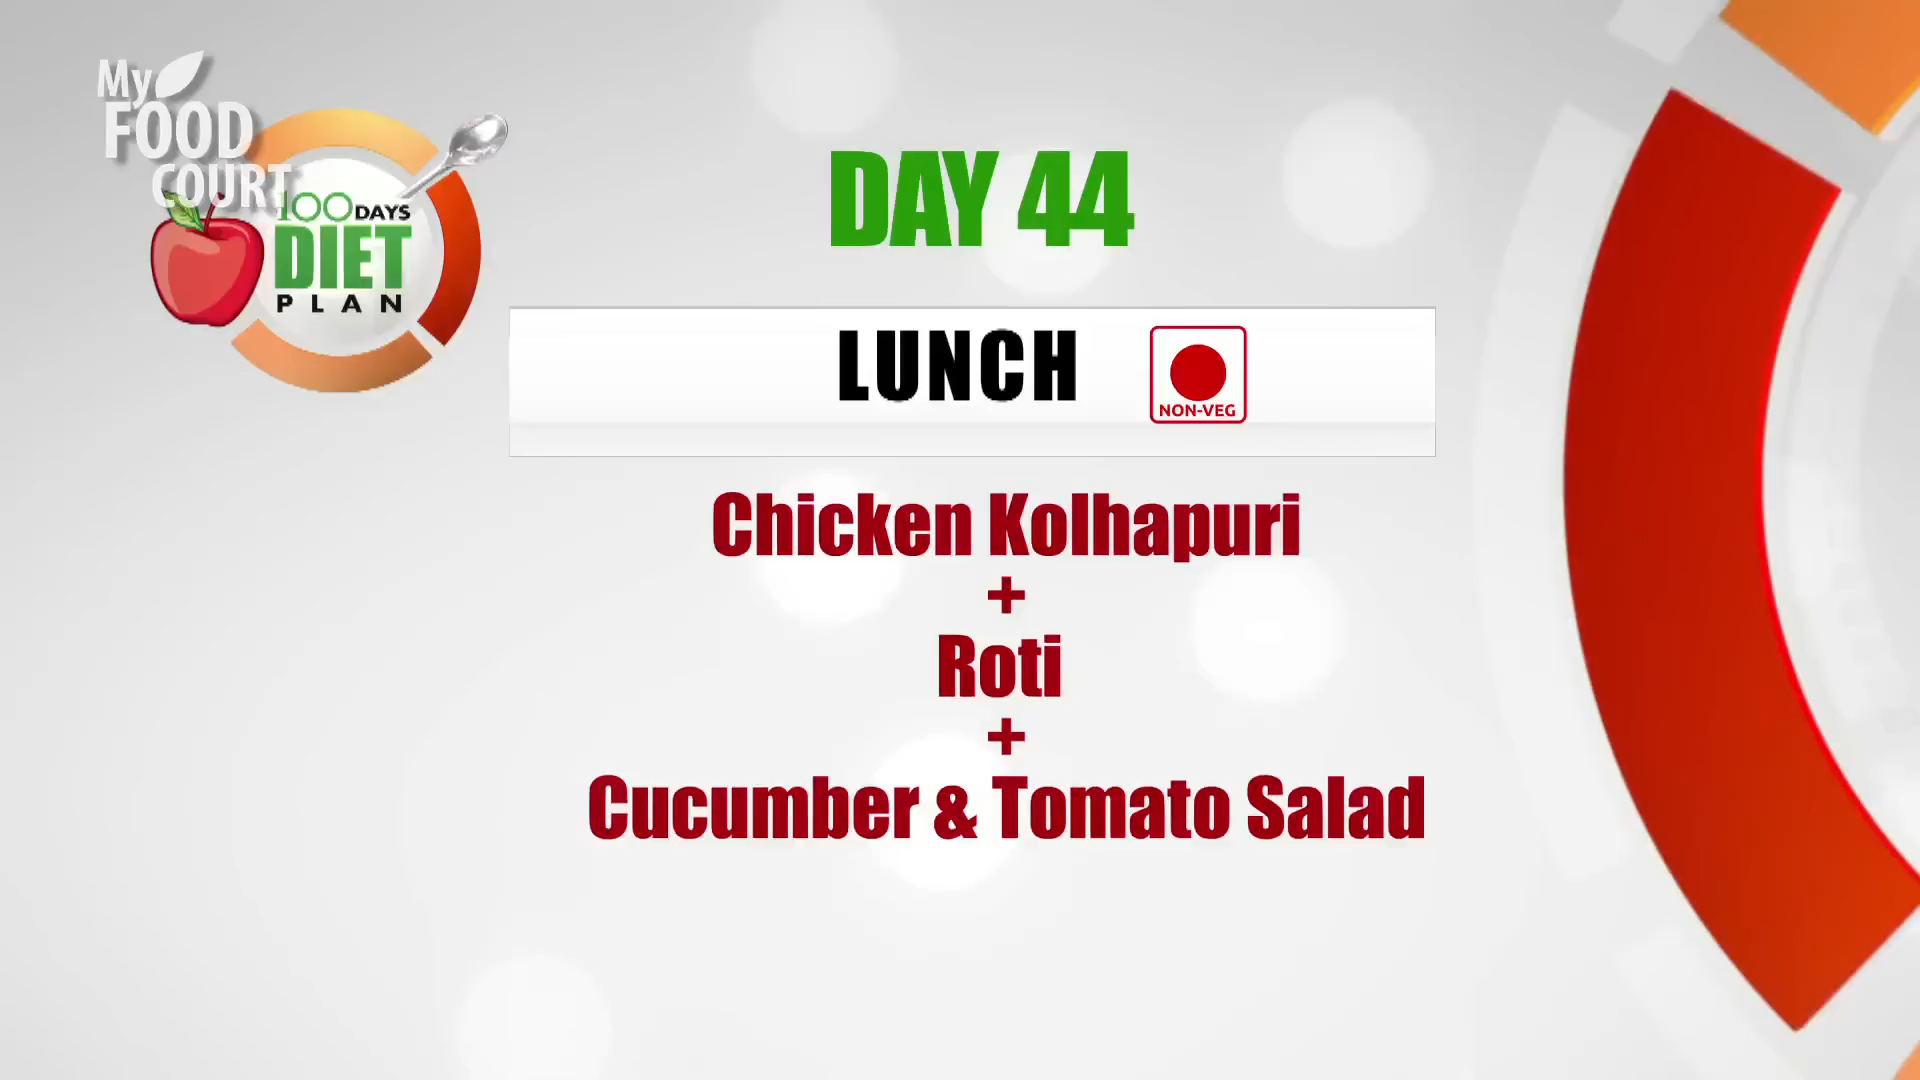 My
FOOD
COURT
100 DAYS
DIET
PLAN
DAY 44
LUNCH
NON-VEG
Chicken Kolhapuri
+
Roti
+
Cucumber & Tomato Salad